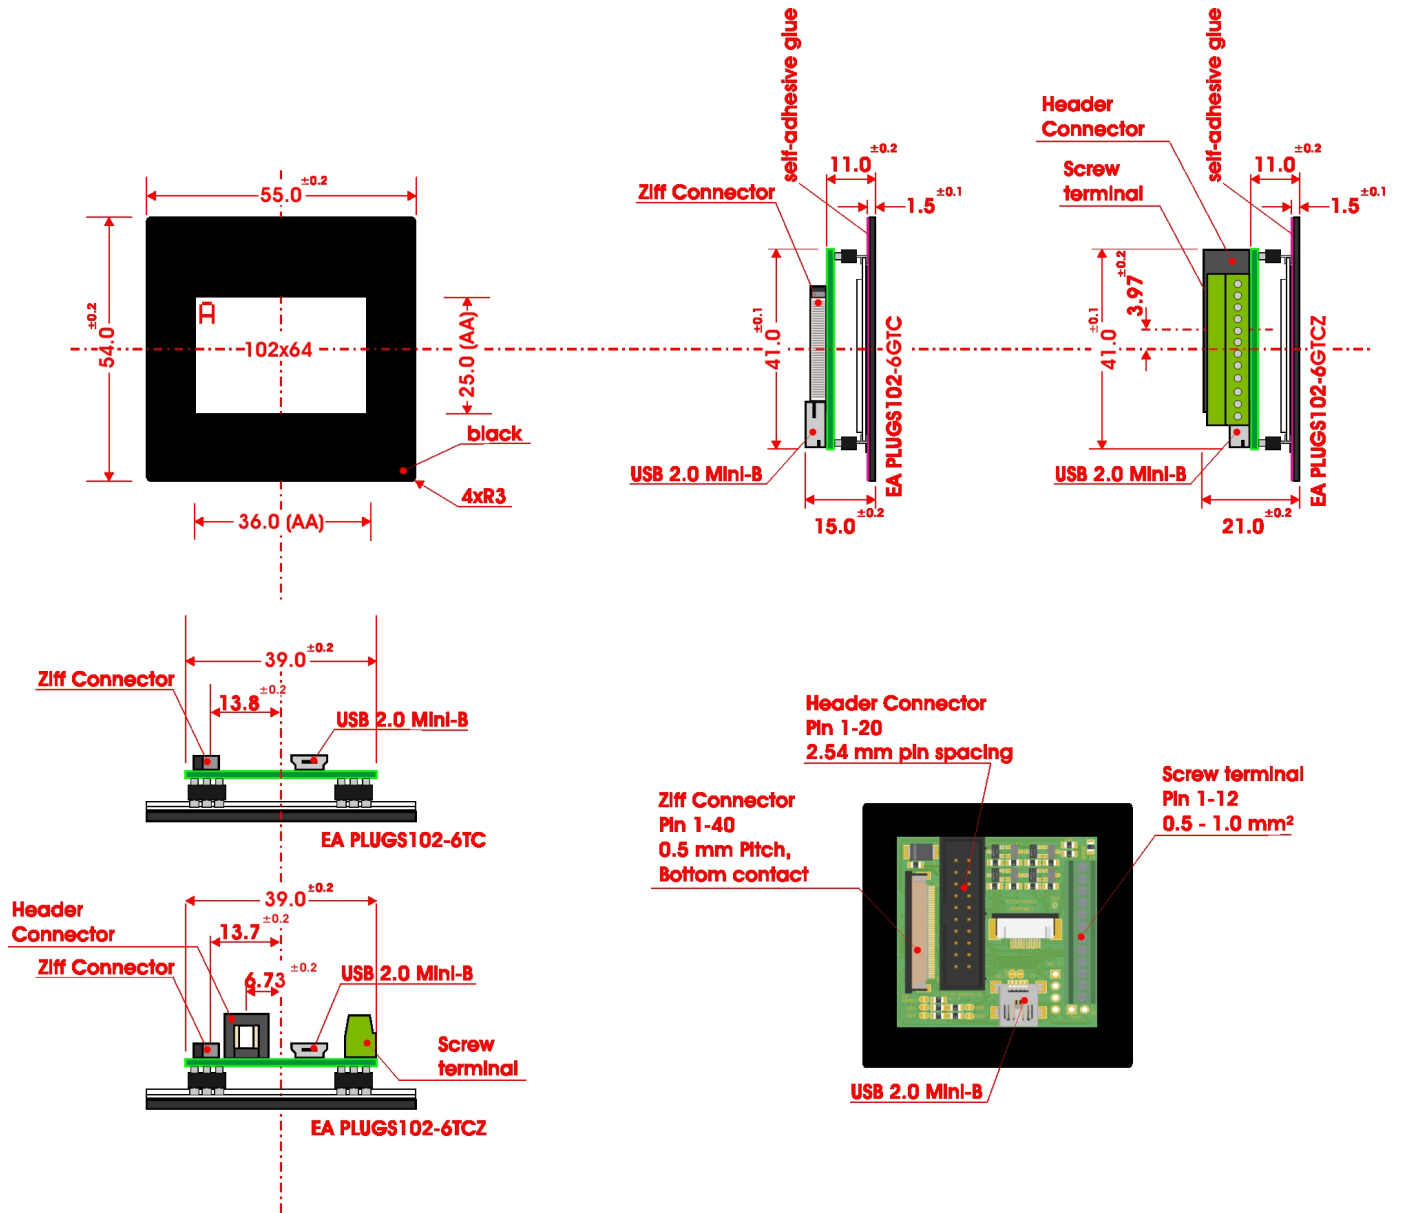 55.0 ±0.2
54.0 ±0.2
A
102x64
25.0 (AA)
black
4xR3
36.0 (AA)
self-adhesive glue
11.0 ±0.2
1.5 ±0.1
Ziff Connector
41.0 ±0.1
USB 2.0 Mini-B
15.0 ±0.2
EA PLUGS102-6GTC
self-adhesive glue
Header
Connector
Screw
terminal
11.0 ±0.2
1.5 ±0.1
3.97 ±0.2
41.0 ±0.1
USB 2.0 Mini-B
21.0 ±0.2
EA PLUGS102-6GTCZ
39.0 ±0.2
Ziff Connector
13.8 ±0.2
USB 2.0 Mini-B
EA PLUGS102-6TC
39.0 ±0.2
Header
Connector
13.7 ±0.2
Ziff Connector
6.73 ±0.2
USB 2.0 Mini-B
Screw
terminal
EA PLUGS102-6TCZ
Header Connector
Pin 1-20
2.54 mm pin spacing
Ziff Connector
Pin 1-40
0.5 mm Pitch,
Bottom contact
Screw terminal
Pin 1-12
0.5 - 1.0 mm²
USB 2.0 Mini-B